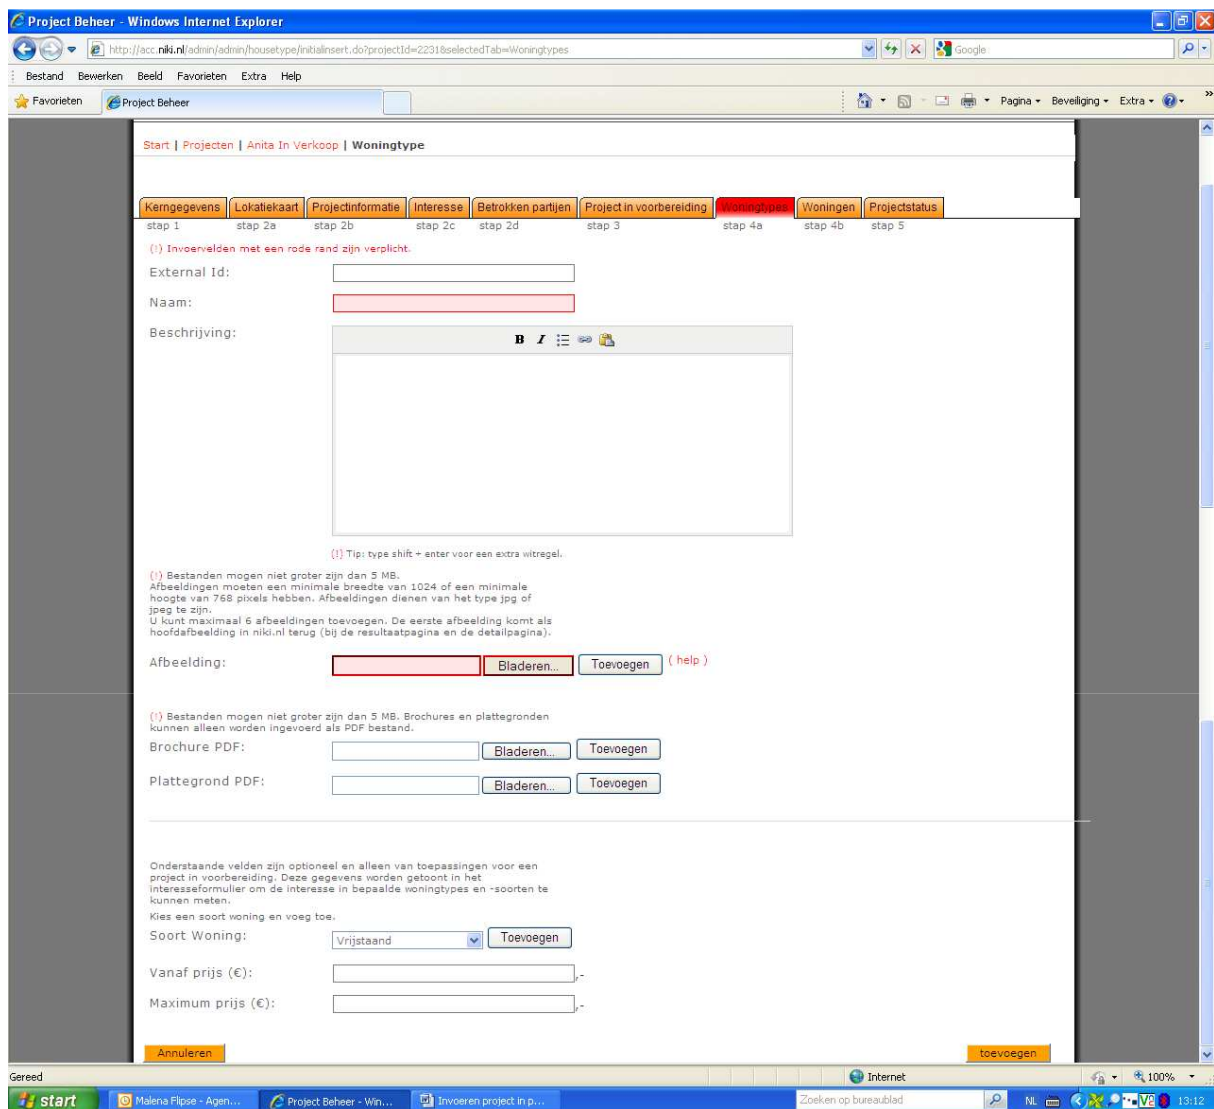 Project Beheer - Windows Internet Explorer
http://acc.niki.nl/admin/admin/housetype/initialinsert.do?projectId=2231&selectedTab=Woningtypes
Google
Bestand Bewerken Beeld Favorieten Extra Help
Favorieten Project Beheer Pagina Beveiliging Extra
Start | Projecten | Anita In Verkoop | Woningtype
Kerngegevens Lokatiekaart Projectinformatie Interesse Betrokken partijen Project in voorbereiding Woningtypes Woningen Projectstatus
stap 1 stap 2a stap 2b stap 2c stap 2d stap 3 stap 4a stap 4b stap 5
(!) Invoervelden met een rode rand zijn verplicht.
External Id:
Naam:
Beschrijving:
B I
(!) Tip: type shift + enter voor een extra witregel.
(!) Bestanden mogen niet groter zijn dan 5 MB.
Afbeeldingen moeten een minimale breedte van 1024 of een minimale
hoogte van 768 pixels hebben. Afbeeldingen dienen van het type jpg of
jpeg te zijn.
U kunt maximaal 6 afbeeldingen toevoegen. De eerste afbeelding komt als
hoofdafbeelding in niki.nl terug (bij de resultaatpagina en de detailpagina).
Afbeelding: Bladeren... Toevoegen ( help )
(!) Bestanden mogen niet groter zijn dan 5 MB. Brochures en plattegronden
kunnen alleen worden ingevoerd als PDF bestand.
Brochure PDF: Bladeren... Toevoegen
Plattegrond PDF: Bladeren... Toevoegen
Onderstaande velden zijn optioneel en alleen van toepassingen voor een
project in voorbereiding. Deze gegevens worden getoont in het
interesseformulier om de interesse in bepaalde woningtypes en -soorten te
kunnen meten.
Kies een soort woning en voeg toe.
Soort Woning: Vrijstaand Toevoegen
Vanaf prijs (€): ,-
Maximum prijs (€): ,-
Annuleren toevoegen
Gereed Internet 100%
start Malena Flipse - Agen... Project Beheer - Win... Invoeren project in p... Zoeken op bureaublad NL V2 13:12